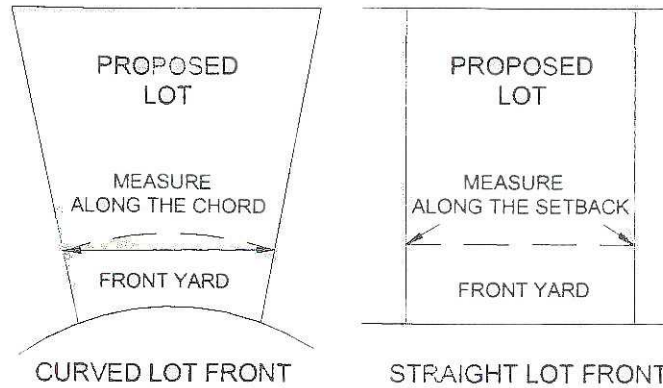 PROPOSED
LOT
MEASURE
ALONG THE CHORD
FRONT YARD
CURVED LOT FRONT
PROPOSED
LOT
MEASURE
ALONG THE SETBACK
FRONT YARD
STRAIGHT LOT FRONT